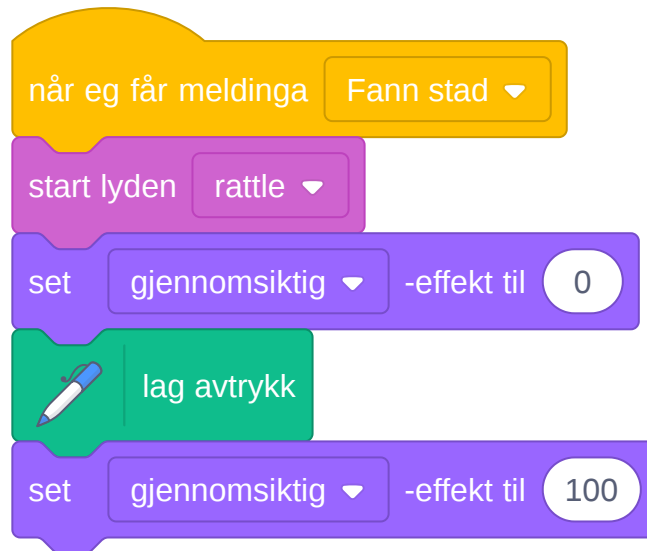 når eg får meldinga Fann stad
start lyden rattle
set gjennomsiktig -effekt til 0
lag avtrykk
set gjennomsiktig -effekt til 100